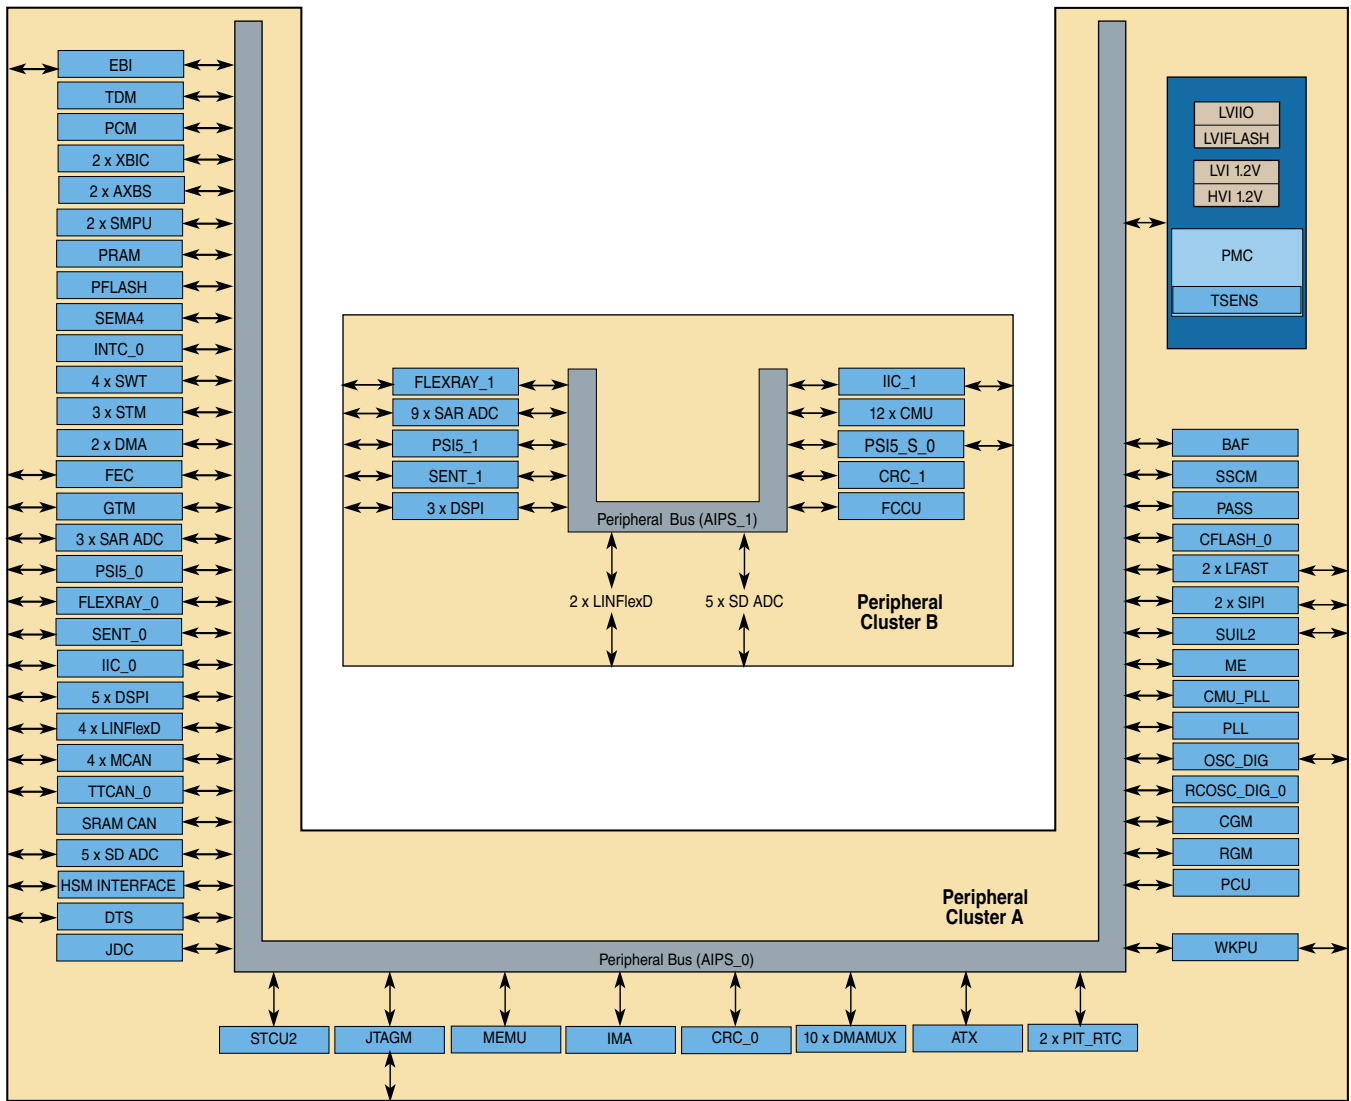 EBI
TDM
PCM
2 x XBIC
2 x AXBS
2 x SMPU
PRAM
PFLASH
SEMA4
INTC_0
4 x SWT
3 x STM
2 x DMA
FEC
GTM
3 x SAR ADC
PSI5_0
FLEXRAY_0
SENT_0
IIC_0
5 x DSPI
4 x LINFlexD
4 x MCAN
TTCAN_0
SRAM CAN
5 x SD ADC
HSM INTERFACE
DTS
JDC
FLEXRAY_1
9 x SAR ADC
PSI5_1
SENT_1
3 x DSPI
IIC_1
12 x CMU
PSI5_S_0
CRC_1
FCCU
Peripheral Bus (AIPS_1)
2 x LINFlexD
5 x SD ADC
Peripheral
Cluster B
LVIIO
LVIFLASH
LVI 1.2V
HVI 1.2V
PMC
TSENS
BAF
SSCM
PASS
CFLASH_0
2 x LFAST
2 x SIPI
SUIL2
ME
CMU_PLL
PLL
OSC_DIG
RCOSC_DIG_0
CGM
RGM
PCU
WKPU
Peripheral
Cluster A
Peripheral Bus (AIPS_0)
STCU2
JTAGM
MEMU
IMA
CRC_0
10 x DMAMUX
ATX
2 x PIT_RTC